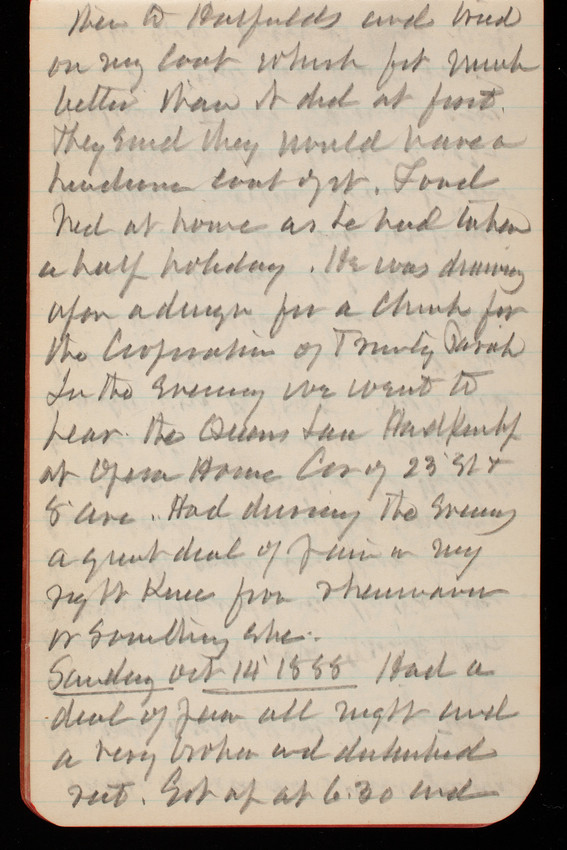 then to Hatfields and tried
on my coat which fit much
better than it did at first.
They said they would have a
handsome coat of it. Found
Ned at home as he had taken
a half holiday. He was drawing
upon a design for a Church for
the Corporation of Trinity Parish
In the evening we went to
hear the
at Opera House Cor of 23 St &
8 ave. Had during the evening
a great deal of pain in my
right Knee from
or something else.
Sunday oct 14 1888 Had a
deal of pain all night and
a very broken and disturbed
rest. Got up at 6.30 and